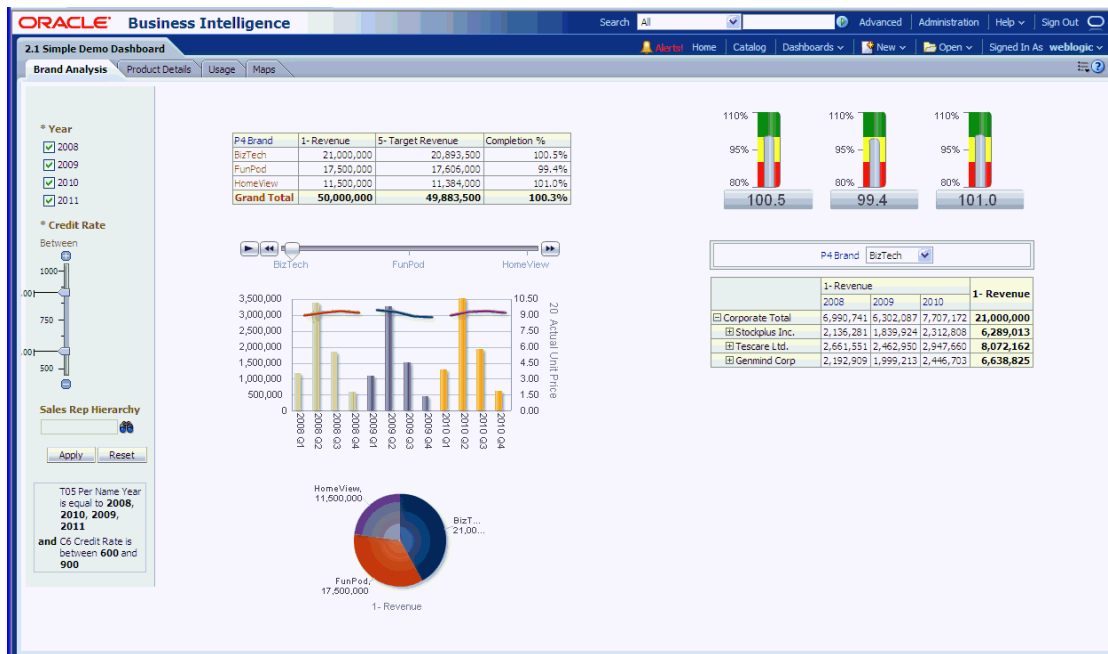 ORACLE Business Intelligence
Search All Advanced Administration Help Sign Out
2.1 Simple Demo Dashboard
Alerts! Home Catalog Dashboards New Open Signed In As weblogic
Brand Analysis Product Details Usage Maps
* Year
2008
2009
2010
2011
* Credit Rate
Between
1000
750
500
Sales Rep Hierarchy
Apply Reset
T05 Per Name Year
is equal to 2008,
2010, 2009,
2011
and C6 Credit Rate is
between 600 and
900
P4 Brand 1- Revenue 5- Target Revenue Completion %
BizTech 21,000,000 20,893,500 100.5%
FunPod 17,500,000 17,606,000 99.4%
HomeView 11,500,000 11,384,000 101.0%
Grand Total 50,000,000 49,883,500 100.3%
BizTech FunPod HomeView
3,500,000 10.50
3,000,000 9.00
2,500,000 7.50
2,000,000 6.00
1,500,000 4.50
1,000,000 3.00
500,000 1.50
0 0.00
20 Actual Unit Price
2008 Q1
2008 Q2
2008 Q3
2008 Q4
2009 Q1
2009 Q2
2009 Q3
2009 Q4
2010 Q1
2010 Q2
2010 Q3
2010 Q4
HomeView,
11,500,000
BizT...
21,00...
FunPod,
17,500,000
1- Revenue
110% 110% 110%
95% 95% 95%
80% 80% 80%
100.5 99.4 101.0
P4 Brand BizTech
1- Revenue 1- Revenue
2008 2009 2010
Corporate Total 6,990,741 6,302,087 7,707,172 21,000,000
Stockplus Inc. 2,136,281 1,839,924 2,312,808 6,289,013
Tescare Ltd. 2,661,551 2,462,950 2,947,660 8,072,162
Genmind Corp 2,192,909 1,999,213 2,446,703 6,638,825